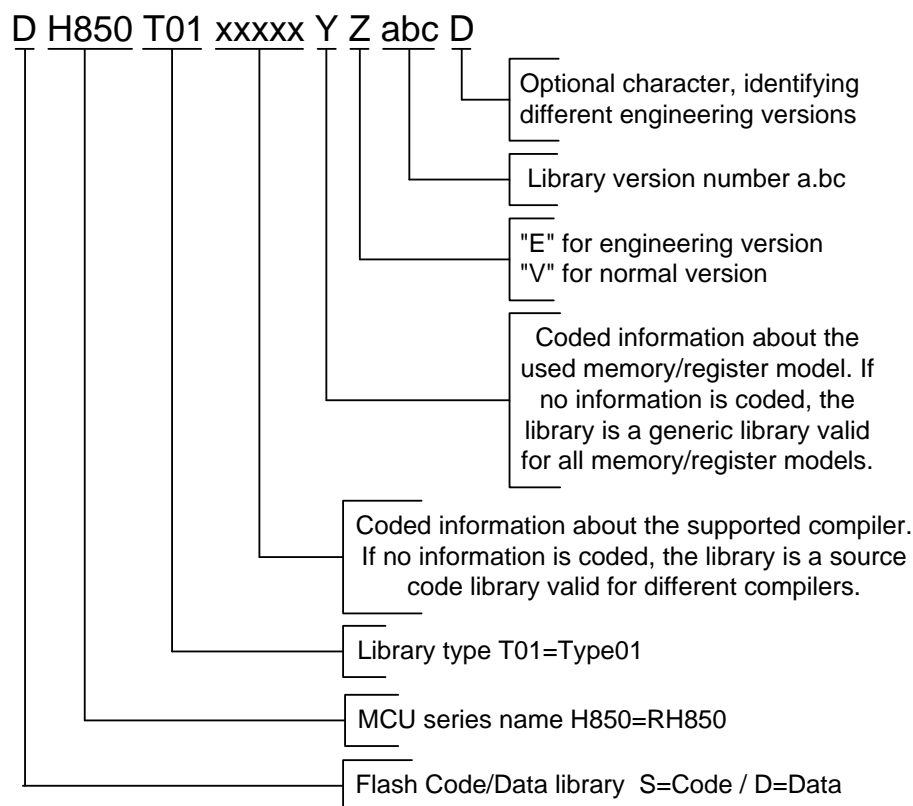 D H850 T01 xxxxx Y Z abc D
Optional character, identifying
different engineering versions
Library version number a.bc
"E" for engineering version
"V" for normal version
Coded information about the
used memory/register model. If
no information is coded, the
library is a generic library valid
for all memory/register models.
Coded information about the supported compiler.
If no information is coded, the library is a source
code library valid for different compilers.
Library type T01=Type01
MCU series name H850=RH850
Flash Code/Data library S=Code / D=Data